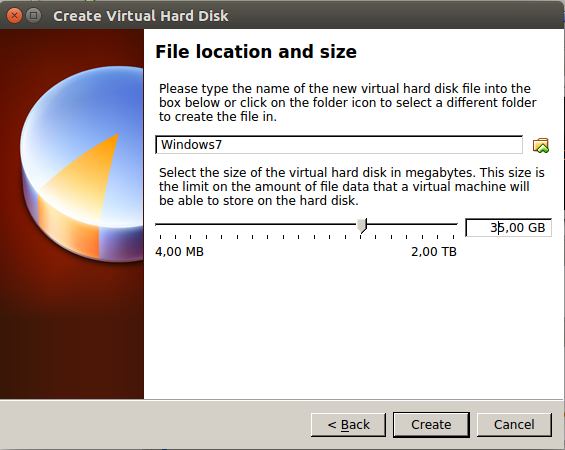 Create Virtual Hard Disk
File location and size
Please type the name of the new virtual hard disk file into the
box below or click on the folder icon to select a different folder
to create the file in.
Windows7
Select the size of the virtual hard disk in megabytes. This size is
the limit on the amount of file data that a virtual machine will
be able to store on the hard disk.
35,00 GB
4,00 MB 2,00 TB
< Back Create Cancel